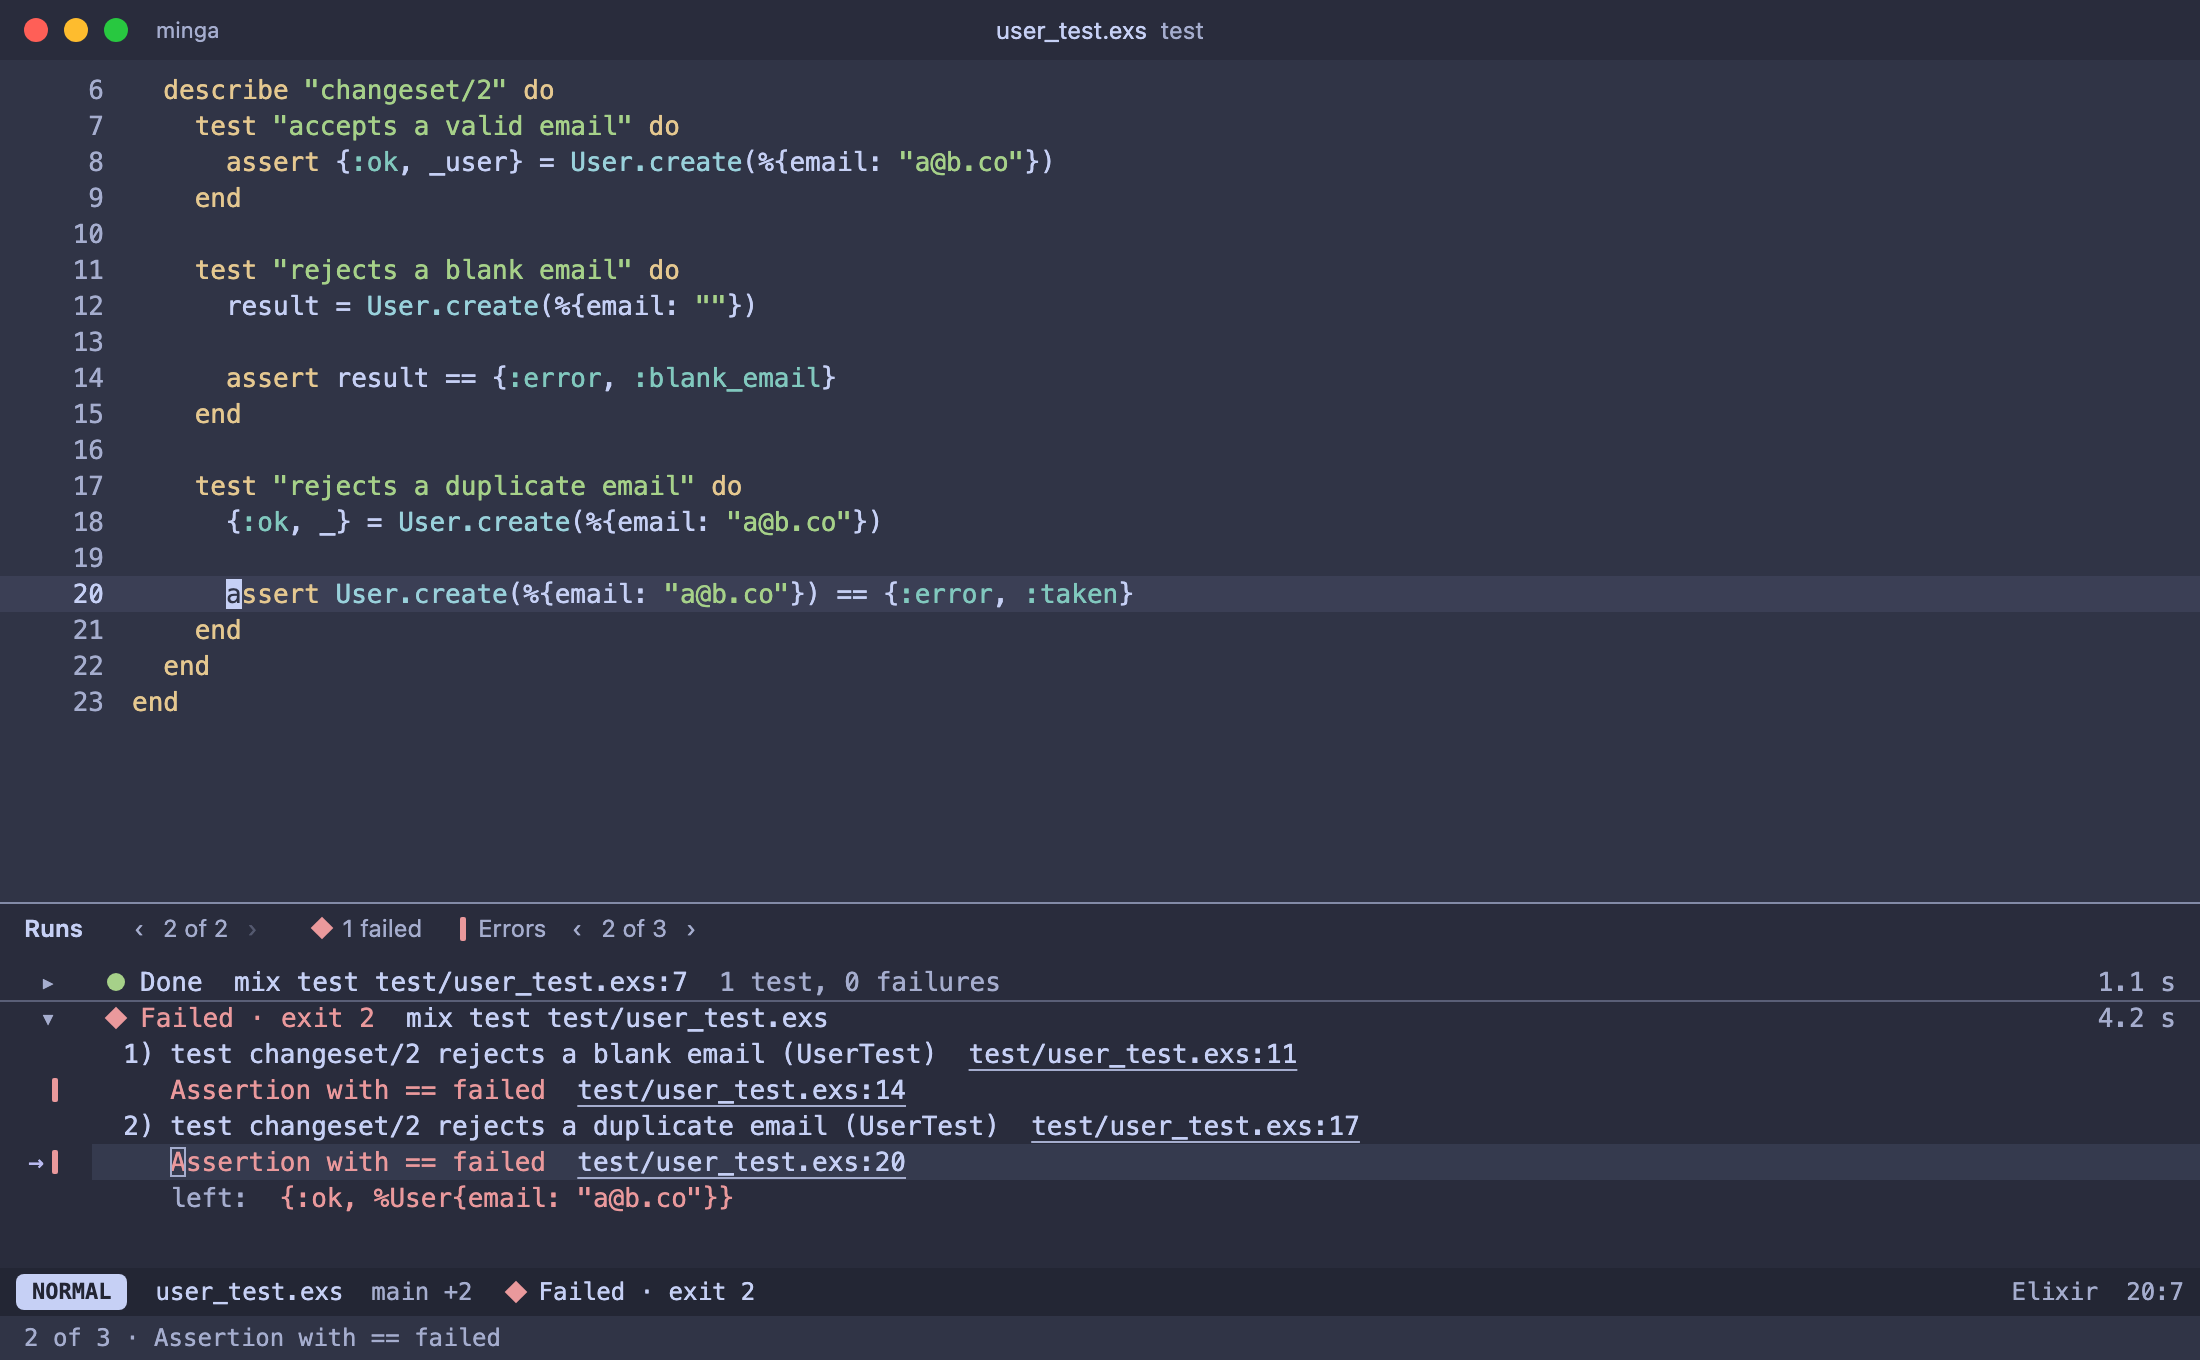 minga
user_test.exs test
6 describe "changeset/2" do
7 test "accepts a valid email" do
8 assert {:ok, _user} = User.create(%{email: "a@b.co"})
9 end
10
11 test "rejects a blank email" do
12 result = User.create(%{email: ""})
13
14 assert result == {:error, :blank_email}
15 end
16
17 test "rejects a duplicate email" do
18 {:ok, _} = User.create(%{email: "a@b.co"})
19
20 assert User.create(%{email: "a@b.co"}) == {:error, :taken}
21 end
22 end
23 end
Runs ‹ 2 of 2 › ◆ 1 failed Errors ‹ 2 of 3 ›
▸ ● Done mix test test/user_test.exs:7 1 test, 0 failures 1.1 s
▾ ◆ Failed · exit 2 mix test test/user_test.exs 4.2 s
1) test changeset/2 rejects a blank email (UserTest) test/user_test.exs:11
Assertion with == failed test/user_test.exs:14
2) test changeset/2 rejects a duplicate email (UserTest) test/user_test.exs:17
→ Assertion with == failed test/user_test.exs:20
left: {:ok, %User{email: "a@b.co"}}
NORMAL user_test.exs main +2 ◆ Failed · exit 2 Elixir 20:7
2 of 3 · Assertion with == failed